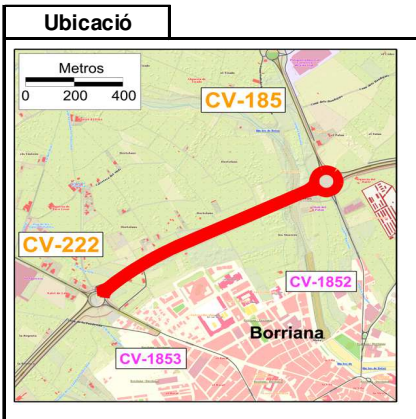 Ubicació
Metros
0 200 400
CV-185
CV-222
CV-1852
Borriana
CV-1853